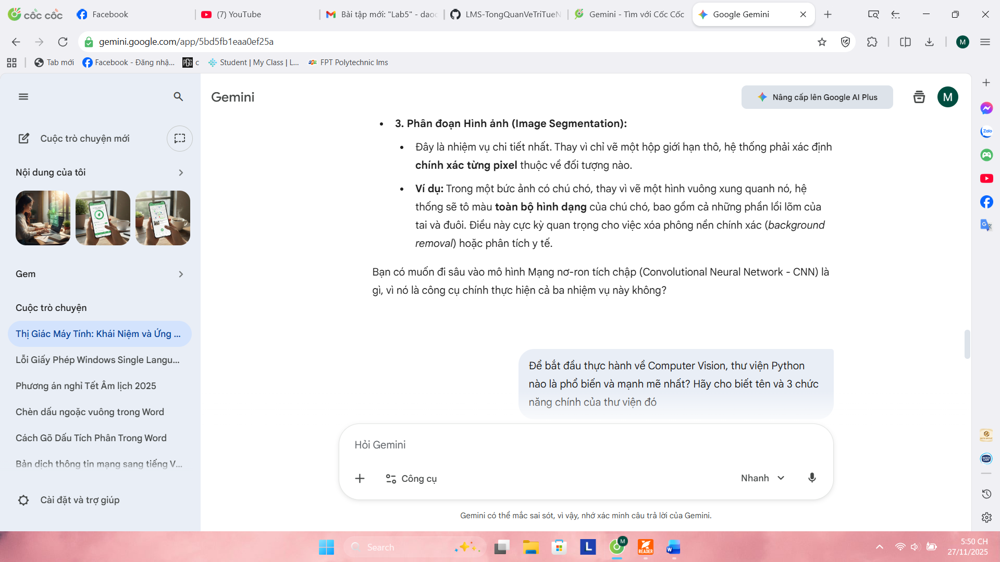 cốc cốc
Facebook
(7) YouTube
Bài tập mới: "Lab5" - daoc
LMS-TongQuanVeTriTueN
Gemini - Tìm với Cốc Cốc
Google Gemini
gemini.google.com/app/5bd5fb1eaa0ef25a
M
Tab mới
Facebook - Đăng nhậ...
PGG
c
Student | My Class | L...
FPT Polytechnic lms
Gemini
Nâng cấp lên Google AI Plus
M
Cuộc trò chuyện mới
Nội dung của tôi
Gem
Cuộc trò chuyện
Thị Giác Máy Tính: Khái Niệm và Ứng ...
Lỗi Giấy Phép Windows Single Langu...
Phương án nghỉ Tết Âm lịch 2025
Chèn dấu ngoặc vuông trong Word
Cách Gõ Dấu Tích Phân Trong Word
Bản dịch thông tin mạng sang tiếng V...
Cài đặt và trợ giúp
3. Phân đoạn Hình ảnh (Image Segmentation):
Đây là nhiệm vụ chi tiết nhất. Thay vì chỉ vẽ một hộp giới hạn thô, hệ thống phải xác định
chính xác từng pixel thuộc về đối tượng nào.
Ví dụ: Trong một bức ảnh có chú chó, thay vì vẽ một hình vuông xung quanh nó, hệ
thống sẽ tô màu toàn bộ hình dạng của chú chó, bao gồm cả những phần lồi lõm của
tai và đuôi. Điều này cực kỳ quan trọng cho việc xóa phông nền chính xác (background
removal) hoặc phân tích y tế.
Bạn có muốn đi sâu vào mô hình Mạng nơ-ron tích chập (Convolutional Neural Network - CNN) là
gì, vì nó là công cụ chính thực hiện cả ba nhiệm vụ này không?
Để bắt đầu thực hành về Computer Vision, thư viện Python
nào là phổ biến và mạnh mẽ nhất? Hãy cho biết tên và 3 chức
năng chính của thư viện đó
Hỏi Gemini
Công cụ
Nhanh
Gemini có thể mắc sai sót, vì vậy, nhớ xác minh câu trả lời của Gemini.
Zalo
Search
L
M
READER
W
5:50 CH
27/11/2025